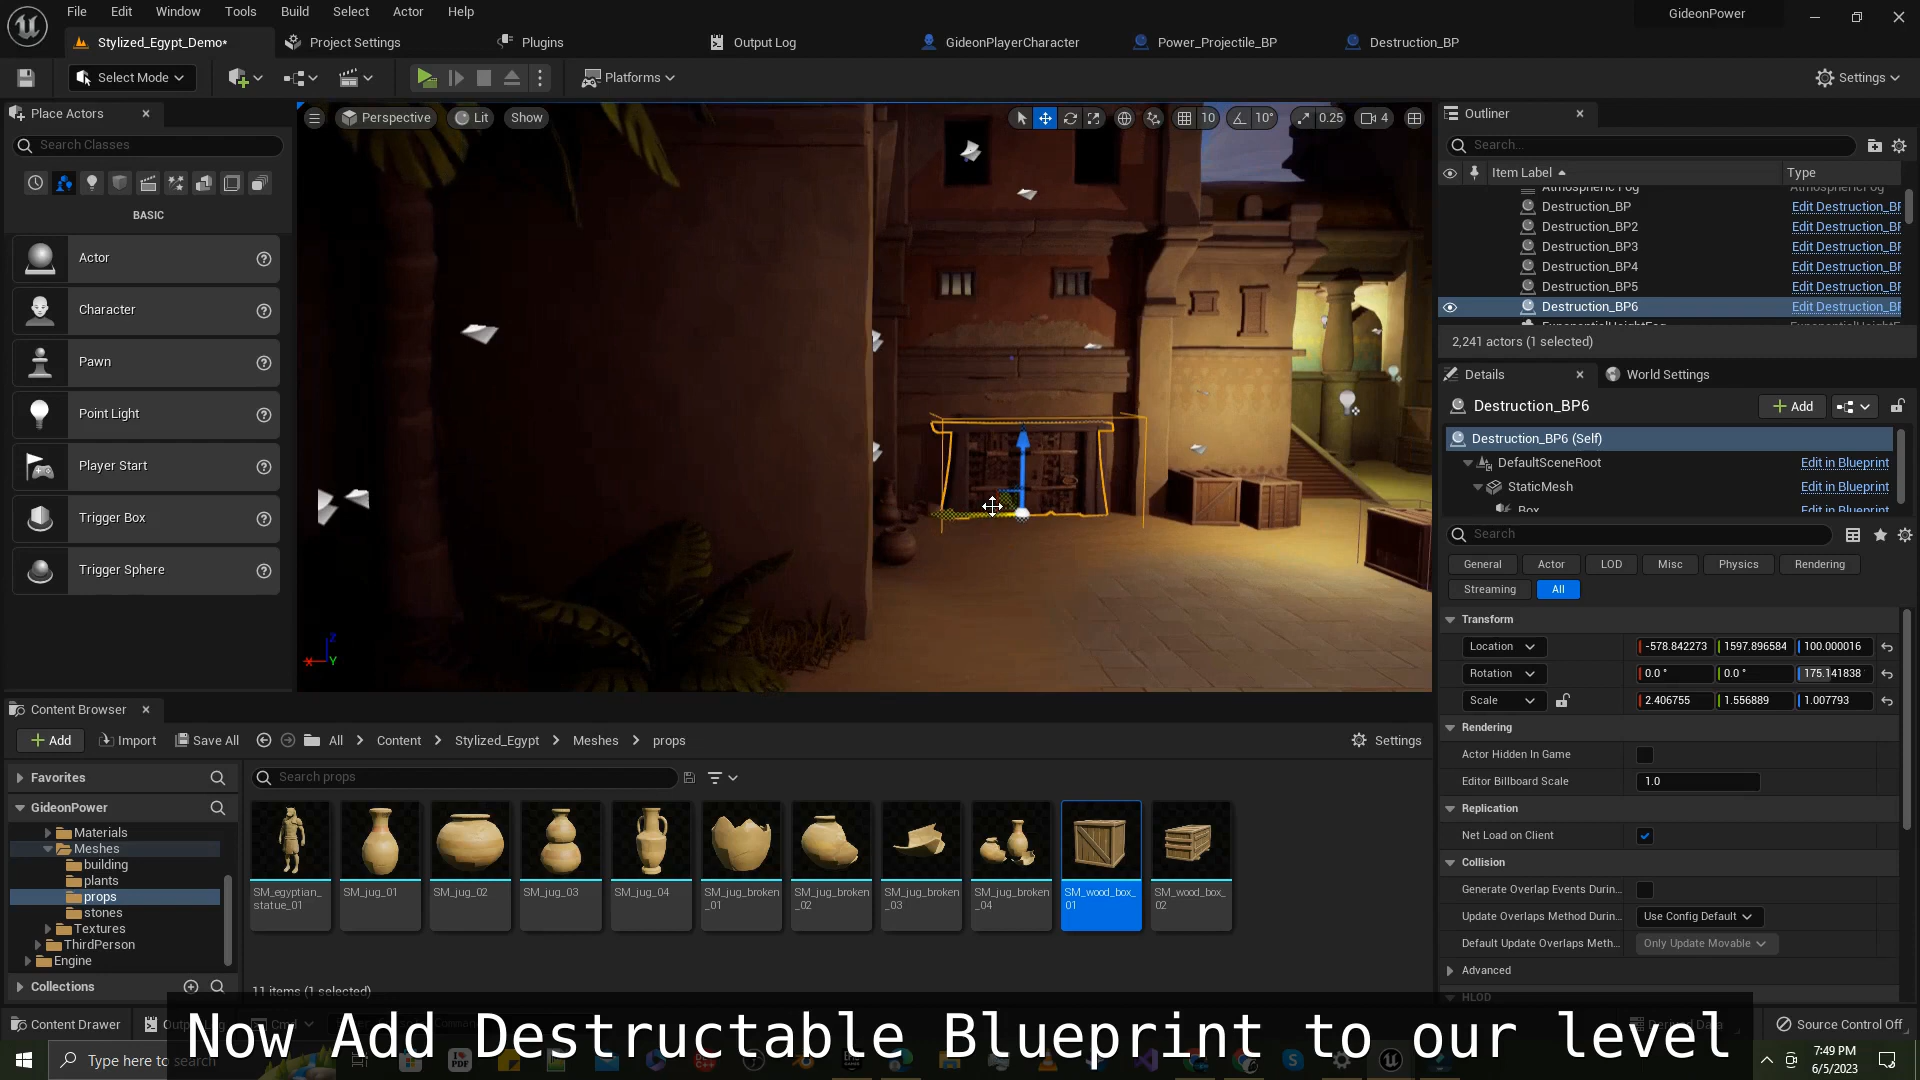 File Edit Window Tools Build Select Actor Help
GideonPower
Stylized_Egypt_Demo*
Project Settings
Plugins
Output Log
GideonPlayerCharacter
Power_Projectile_BP
Destruction_BP
Select Mode
Platforms
Settings
Place Actors
Search Classes
BASIC
Actor
Character
Pawn
Point Light
Player Start
Trigger Box
Trigger Sphere
Perspective
Lit
Show
10
10°
0.25
4
Outliner
Search...
Item Label
Type
Destruction_BP
Edit Destruction_BP
Destruction_BP2
Edit Destruction_BP
Destruction_BP3
Edit Destruction_BP
Destruction_BP4
Edit Destruction_BP
Destruction_BP5
Edit Destruction_BP
Destruction_BP6
Edit Destruction_BP
2,241 actors (1 selected)
Details
World Settings
Destruction_BP6
Add
Destruction_BP6 (Self)
DefaultSceneRoot
Edit in Blueprint
StaticMesh
Edit in Blueprint
Box
Edit in Blueprint
Search
General Actor LOD Misc Physics Rendering
Streaming All
Transform
Location -578.842273 1597.896584 100.000016
Rotation 0.0 ° 0.0 ° 175.141838
Scale 2.406755 1.556889 1.007793
Rendering
Actor Hidden In Game
Editor Billboard Scale 1.0
Replication
Net Load on Client
Collision
Generate Overlap Events Durin...
Update Overlaps Method Durin... Use Config Default
Default Update Overlaps Meth... Only Update Movable
Advanced
HLOD
Content Browser
Add Import Save All All Content Stylized_Egypt Meshes props
Settings
Favorites
Search props
GideonPower
Materials
Meshes
building
plants
props
stones
Textures
ThirdPerson
Engine
Collections
SM_egyptian_
statue_01
SM_jug_01
SM_jug_02
SM_jug_03
SM_jug_04
SM_jug_broken
_01
SM_jug_broken
_02
SM_jug_broken
_03
SM_jug_broken
_04
SM_wood_box_
01
SM_wood_box_
02
11 items (1 selected)
Content Drawer
Source Control Off
Now Add Destructable Blueprint to our level
Type here to search
7:49 PM
6/5/2023